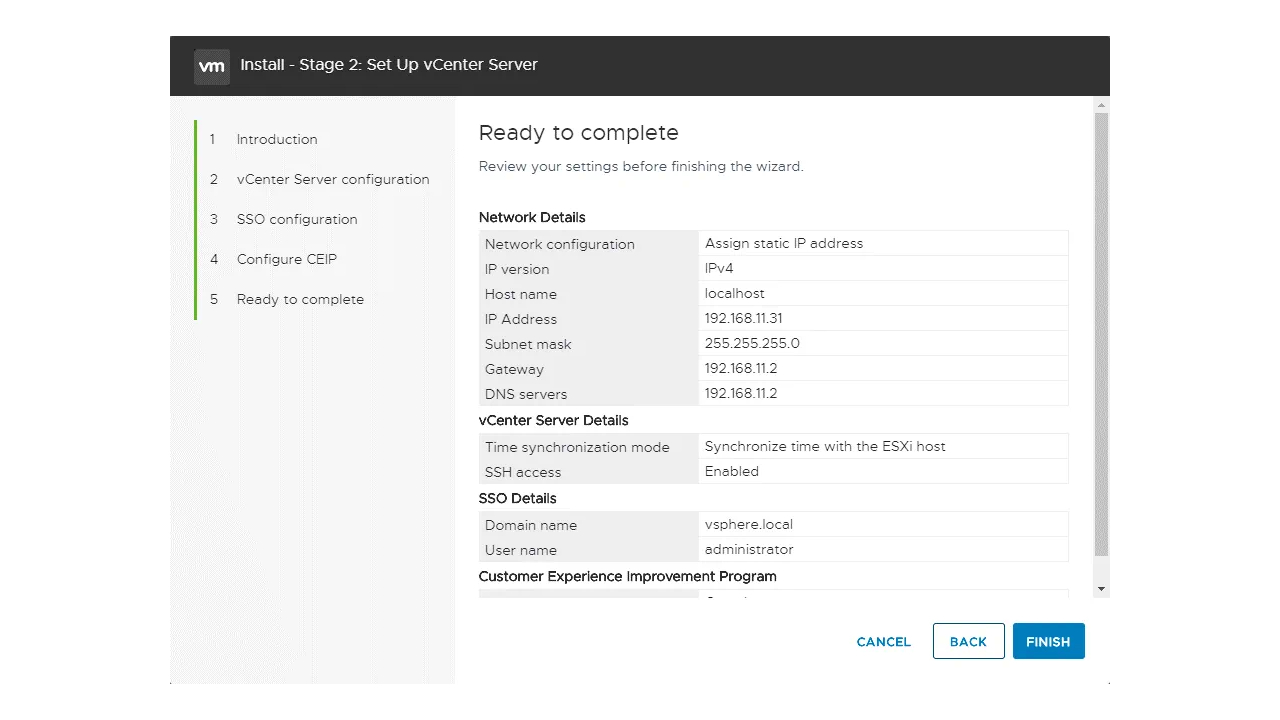 vm Install - Stage 2: Set Up vCenter Server
1 Introduction
2 vCenter Server configuration
3 SSO configuration
4 Configure CEIP
5 Ready to complete
Ready to complete
Review your settings before finishing the wizard.
Network Details
Network configuration Assign static IP address
IP version IPv4
Host name localhost
IP Address 192.168.11.31
Subnet mask 255.255.255.0
Gateway 192.168.11.2
DNS servers 192.168.11.2
vCenter Server Details
Time synchronization mode Synchronize time with the ESXi host
SSH access Enabled
SSO Details
Domain name vsphere.local
User name administrator
Customer Experience Improvement Program
CANCEL BACK FINISH